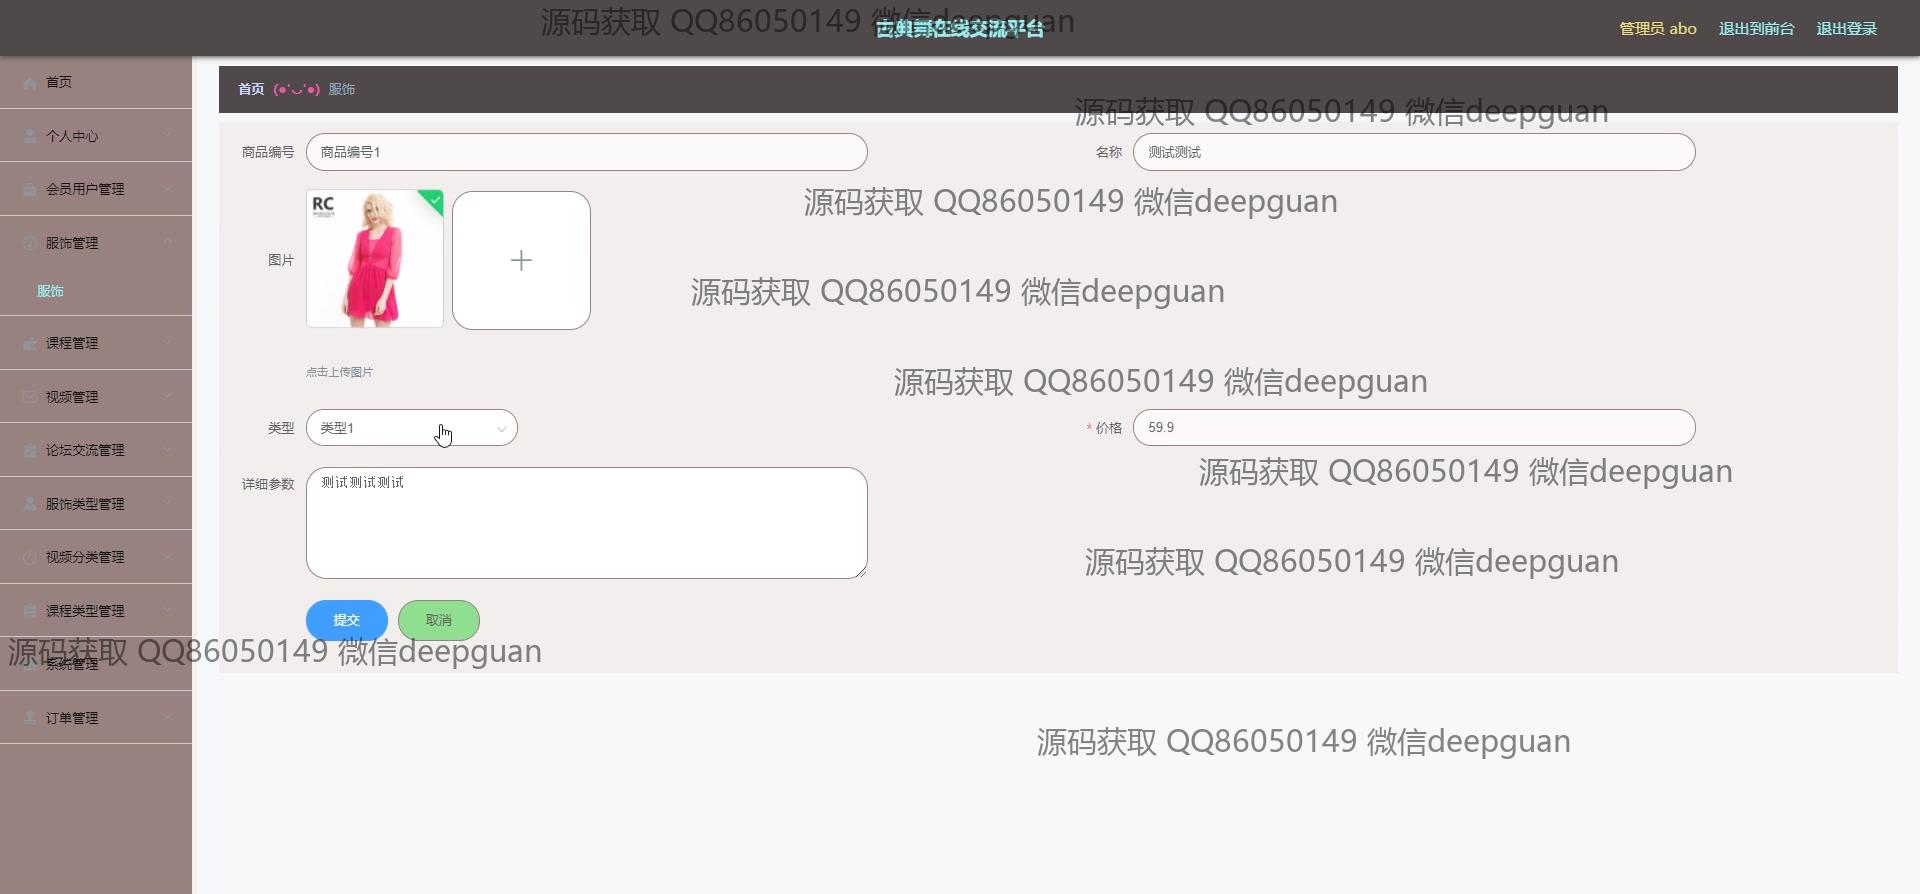 源码获取 QQ86050149 微信deepguan
古典舞在线交流平台
管理员 abo
退出到前台
退出登录
首页
个人中心
会员用户管理
服饰管理
服饰
课程管理
视频管理
论坛交流管理
服饰类型管理
视频分类管理
课程类型管理
系统管理
订单管理
首页 (●'◡'●) 服饰
源码获取 QQ86050149 微信deepguan
商品编号 商品编号1
名称 测试测试
源码获取 QQ86050149 微信deepguan
图片
RC
源码获取 QQ86050149 微信deepguan
点击上传图片
源码获取 QQ86050149 微信deepguan
类型 类型1
* 价格 59.9
源码获取 QQ86050149 微信deepguan
详细参数 测试测试测试
源码获取 QQ86050149 微信deepguan
提交 取消
源码获取 QQ86050149 微信deepguan
源码获取 QQ86050149 微信deepguan